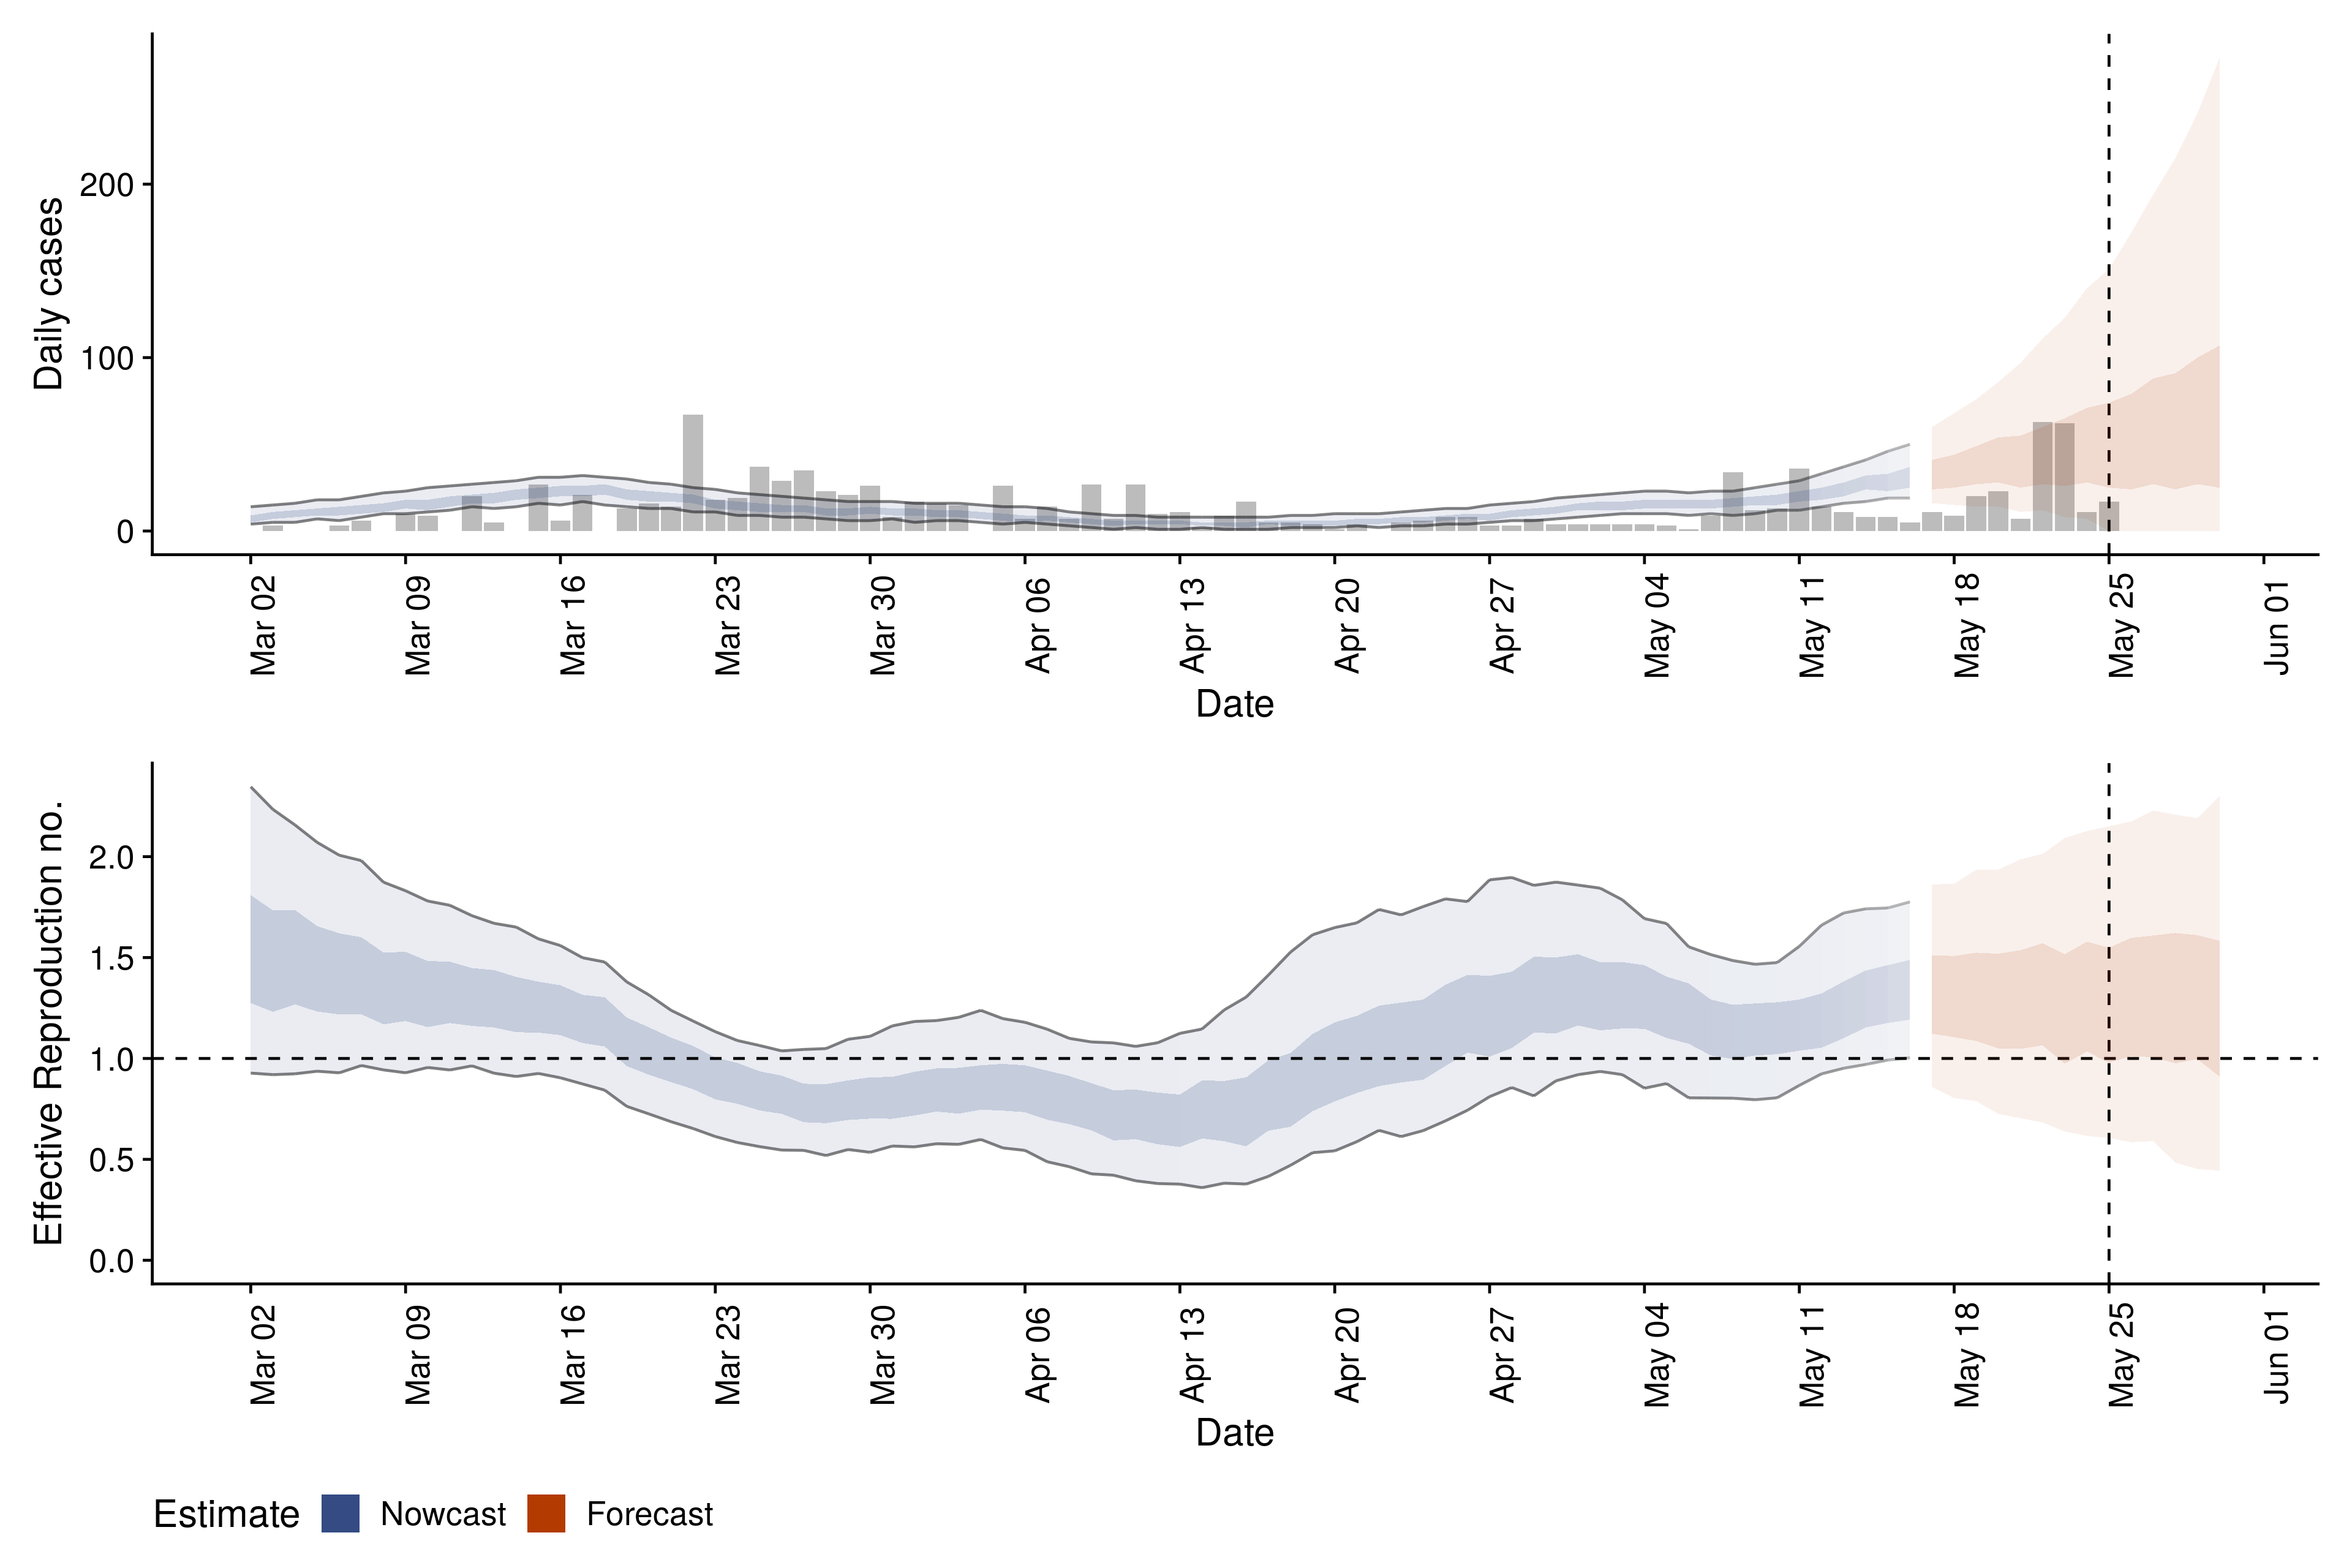 Daily cases
200
100
0
Mar 02
Mar 09
Mar 16
Mar 23
Mar 30
Apr 06
Apr 13
Apr 20
Apr 27
May 04
May 11
May 18
May 25
Jun 01
Date
Effective Reproduction no.
2.0
1.5
1.0
0.5
0.0
Mar 02
Mar 09
Mar 16
Mar 23
Mar 30
Apr 06
Apr 13
Apr 20
Apr 27
May 04
May 11
May 18
May 25
Jun 01
Date
Estimate Nowcast Forecast